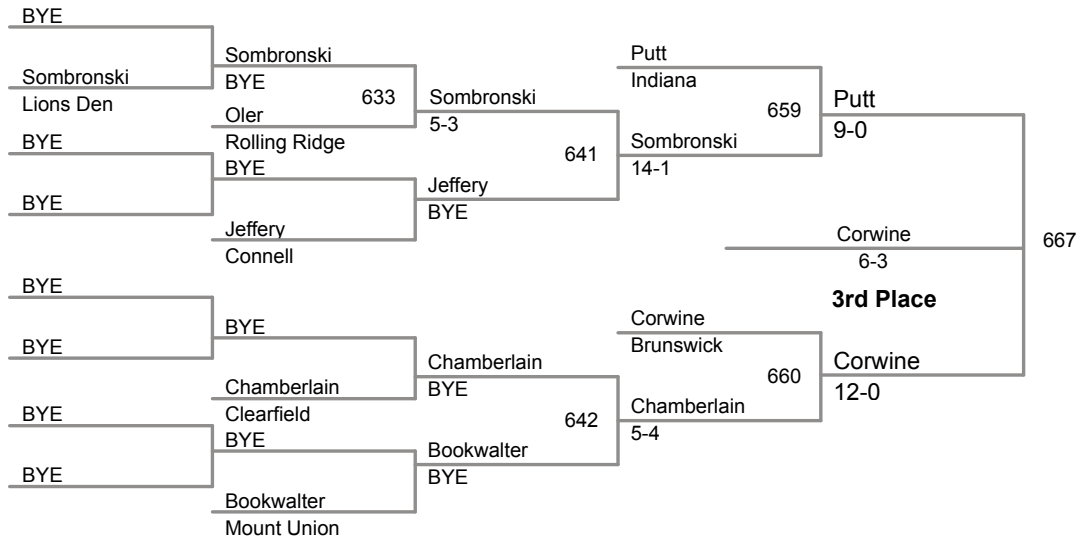 BYE
Sombronski
Lions Den
BYE
BYE
BYE
BYE
BYE
BYE
Sombronski
BYE
633
Oler
Rolling Ridge
BYE
Jeffery
Connell
BYE
Chamberlain
Clearfield
BYE
Bookwalter
Mount Union
Sombronski
5-3
641
Jeffery
BYE
Chamberlain
BYE
642
Bookwalter
BYE
Putt
Indiana
659
Sombronski
14-1
Corwine
Brunswick
660
Chamberlain
5-4
Putt
9-0
Corwine
6-3
667
3rd Place
Corwine
12-0